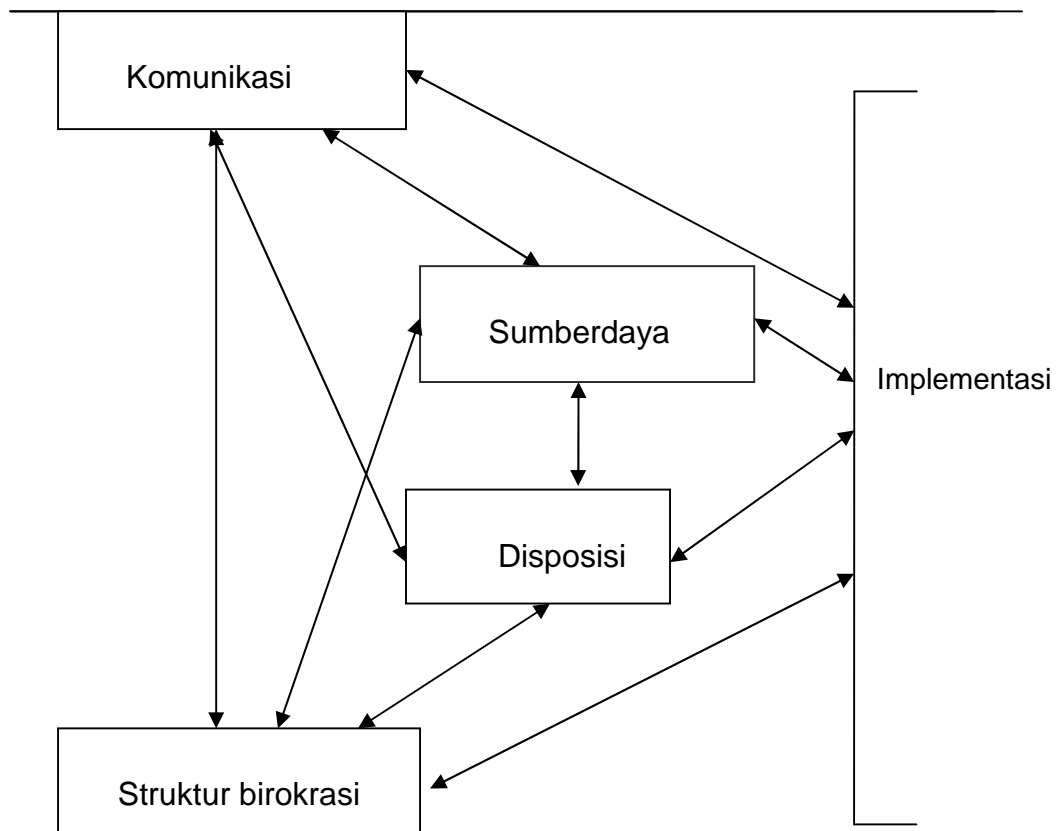 Komunikasi
Sumberdaya
Implementasi
Disposisi
Struktur birokrasi